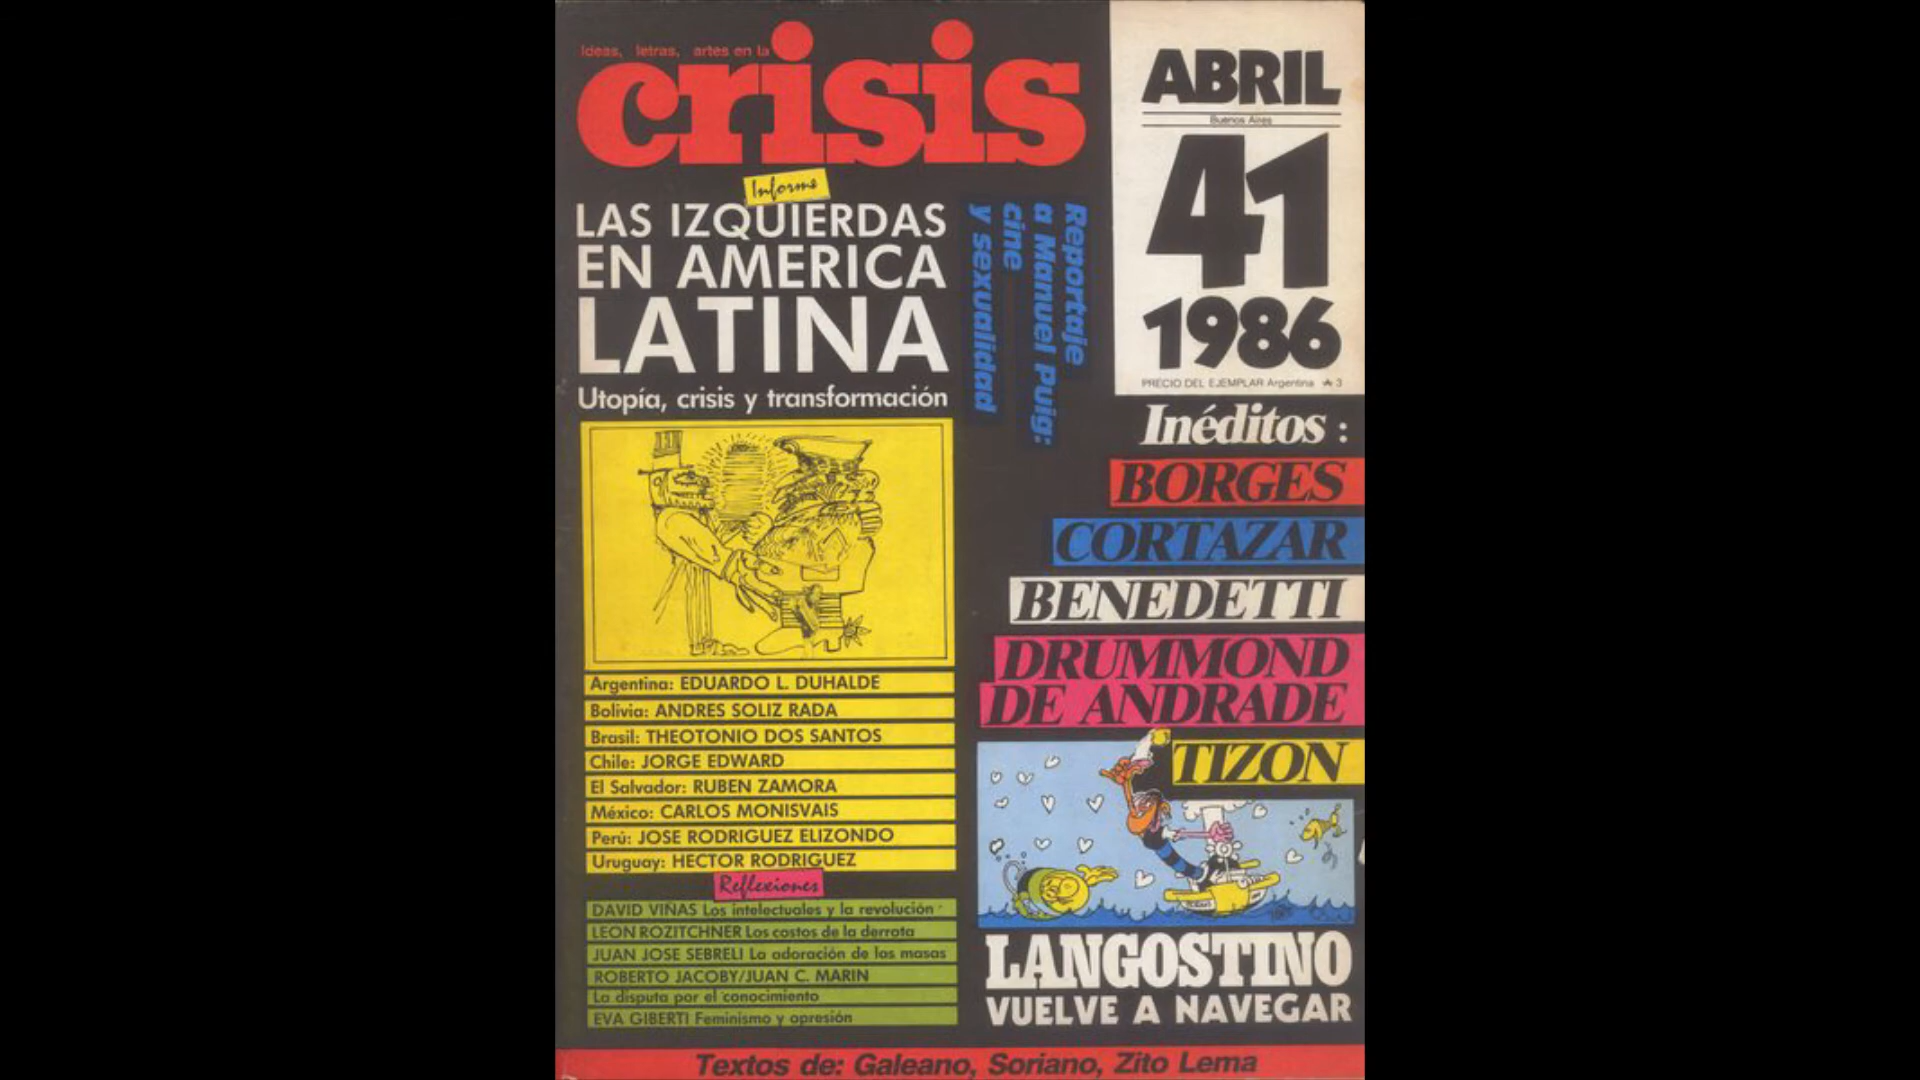 Ideas, letras, artes en la
crisis
ABRIL
Buenos Aires
41
1986
PRECIO DEL EJEMPLAR Argentina ₳ 3
Informe
LAS IZQUIERDAS
EN AMERICA
LATINA
Utopía, crisis y transformación
Reportaje
a Manuel Puig:
cine
y sexualidad
Inéditos :
BORGES
CORTAZAR
BENEDETTI
DRUMMOND
DE ANDRADE
TIZON
Argentina: EDUARDO L. DUHALDE
Bolivia: ANDRES SOLIZ RADA
Brasil: THEOTONIO DOS SANTOS
Chile: JORGE EDWARD
El Salvador: RUBEN ZAMORA
México: CARLOS MONISVAIS
Perú: JOSE RODRIGUEZ ELIZONDO
Uruguay: HECTOR RODRIGUEZ
Reflexiones
DAVID VIÑAS Los intelectuales y la revolución
LEON ROZITCHNER Los costos de la derrota
JUAN JOSE SEBRELI La adoración de las masas
ROBERTO JACOBY/JUAN C. MARIN
La disputa por el conocimiento
EVA GIBERTI Feminismo y opresión
LANGOSTINO
VUELVE A NAVEGAR
Textos de: Galeano, Soriano, Zito Lema